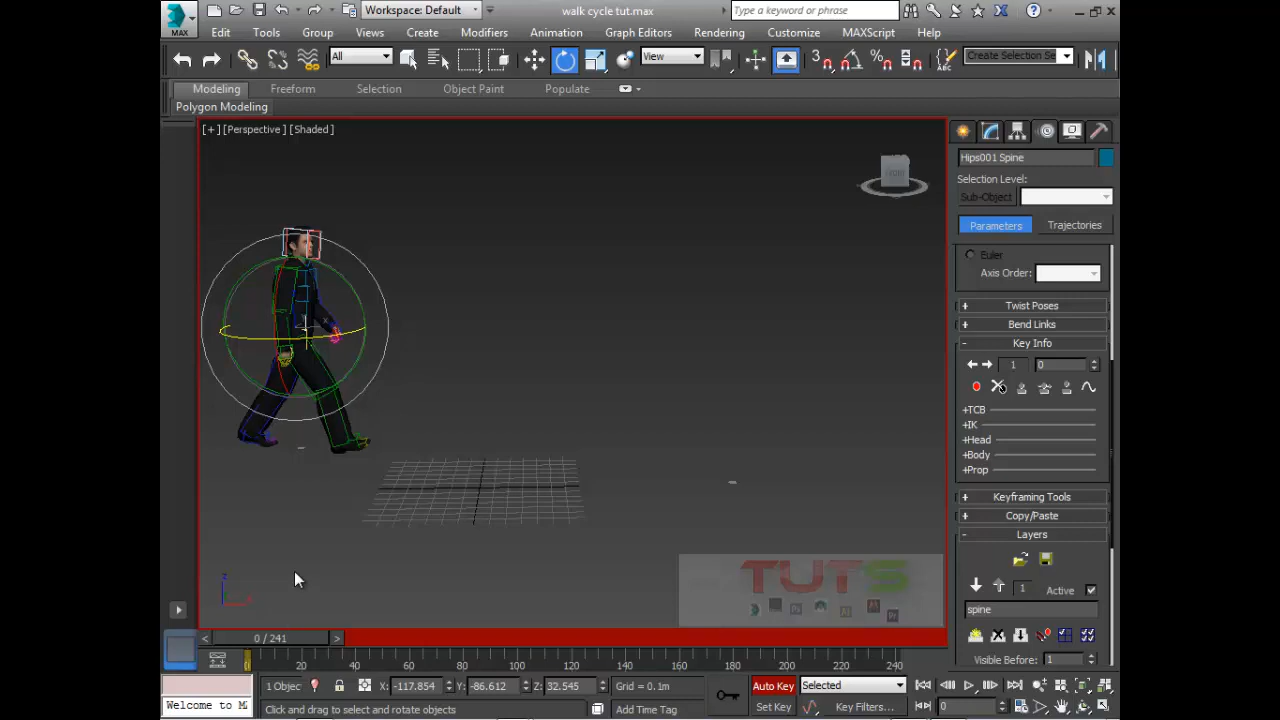 MAX
Workspace: Default
walk cycle tut.max
Type a keyword or phrase
Edit Tools Group Views Create Modifiers Animation Graph Editors Rendering Customize MAXScript Help
All View 3 Create Selection Se
Modeling Freeform Selection Object Paint Populate
Polygon Modeling
[+] [Perspective] [Shaded]
FRONT
Hips001 Spine
Selection Level:
Sub-Object
Parameters Trajectories
Euler
Axis Order:
+ Twist Poses
+ Bend Links
- Key Info
1 0
+TCB
+IK
+Head
+Body
+Prop
+ Keyframing Tools
+ Copy/Paste
- Layers
1 Active
spine
Visible Before: 1
TUTS
z
< 0 / 241 >
20 40 60 80 100 120 140 160 180 200 220 240
1 Objec X: -117.854 Y: -86.612 Z: 32.545 Grid = 0.1m Auto Key Selected
Welcome to M Click and drag to select and rotate objects Add Time Tag Set Key Key Filters... 0